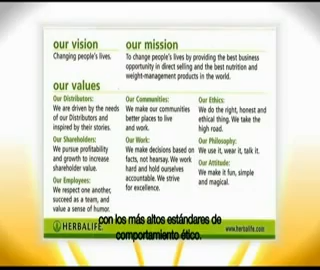 our vision
Changing people's lives.
our mission
To change people's lives by providing the best business
opportunity in direct selling and the best nutrition and
weight-management products in the world.
our values
Our Distributors:
We are driven by the needs
of our Distributors and
inspired by their stories.
Our Shareholders:
We pursue profitability
and growth to increase
shareholder value.
Our Employees:
We respect one another,
succeed as a team, and
value a sense of humor.
Our Communities:
We make our communities
better places to live
and work.
Our Work:
We make decisions based on
facts, not hearsay. We work
hard and hold ourselves
accountable. We strive
for excellence.
Our Ethics:
We do the right, honest and
ethical thing. We take the
high road.
Our Philosophy:
We use it, wear it, talk it.
Our Attitude:
We make it fun, simple
and magical.
HERBALIFE
www.herbalife.com
con los más altos estándares de
comportamiento ético.